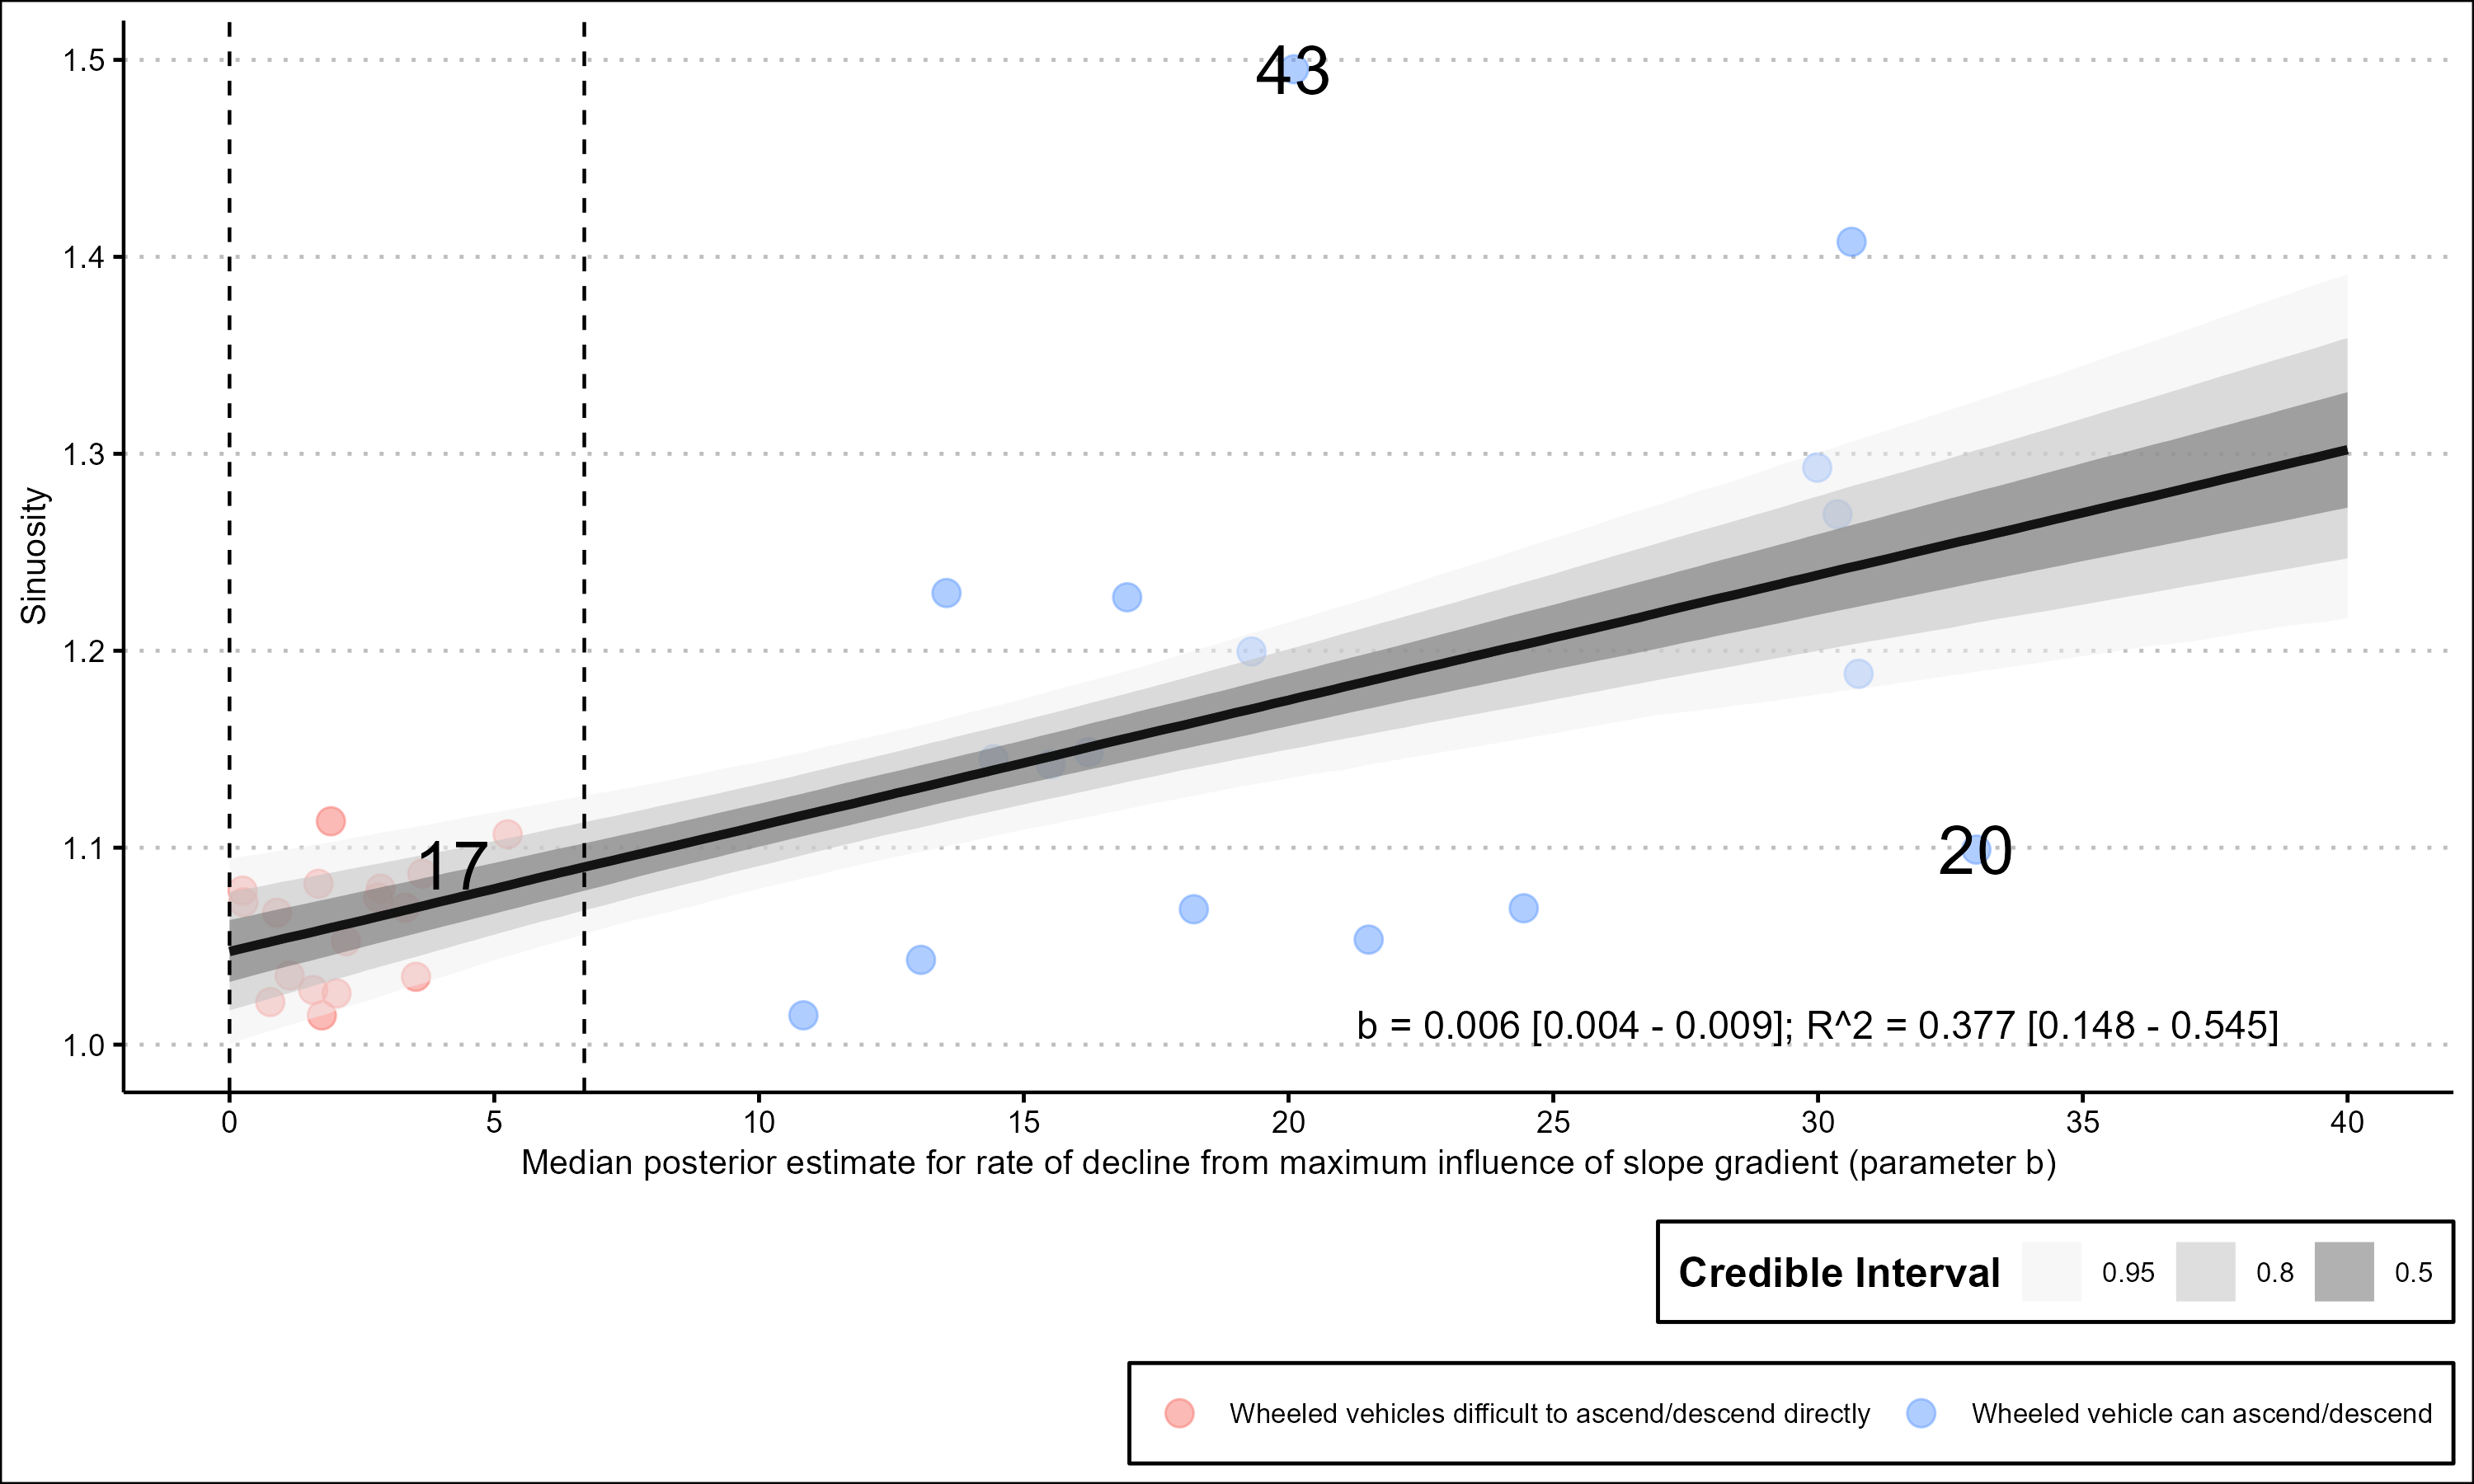 Sinuosity
1.5
1.4
1.3
1.2
1.1
1.0
43
17
20
b = 0.006 [0.004 - 0.009]; R^2 = 0.377 [0.148 - 0.545]
0 5 10 15 20 25 30 35 40
Median posterior estimate for rate of decline from maximum influence of slope gradient (parameter b)
Credible Interval 0.95 0.8 0.5
Wheeled vehicles difficult to ascend/descend directly Wheeled vehicle can ascend/descend